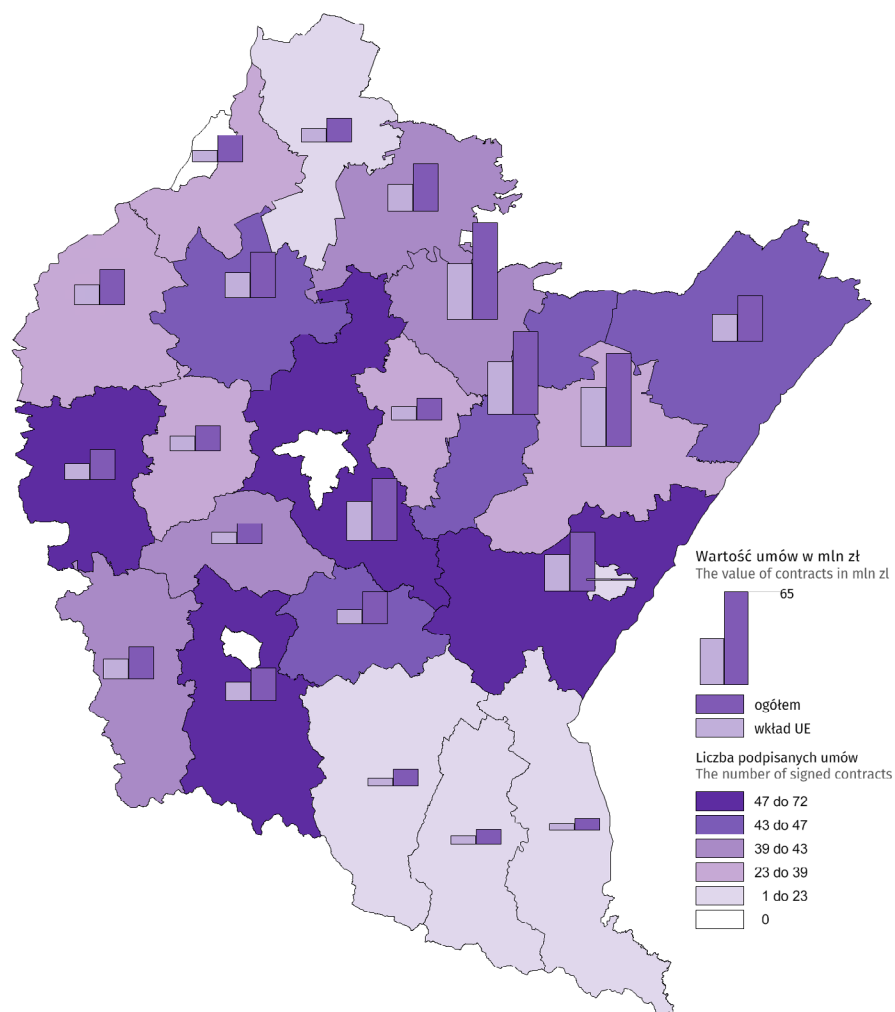 Wartość umów w mln zł
The value of contracts in mln zl
65
ogółem
wkład UE
Liczba podpisanych umów
The number of signed contracts
47 do 72
43 do 47
39 do 43
23 do 39
1 do 23
0